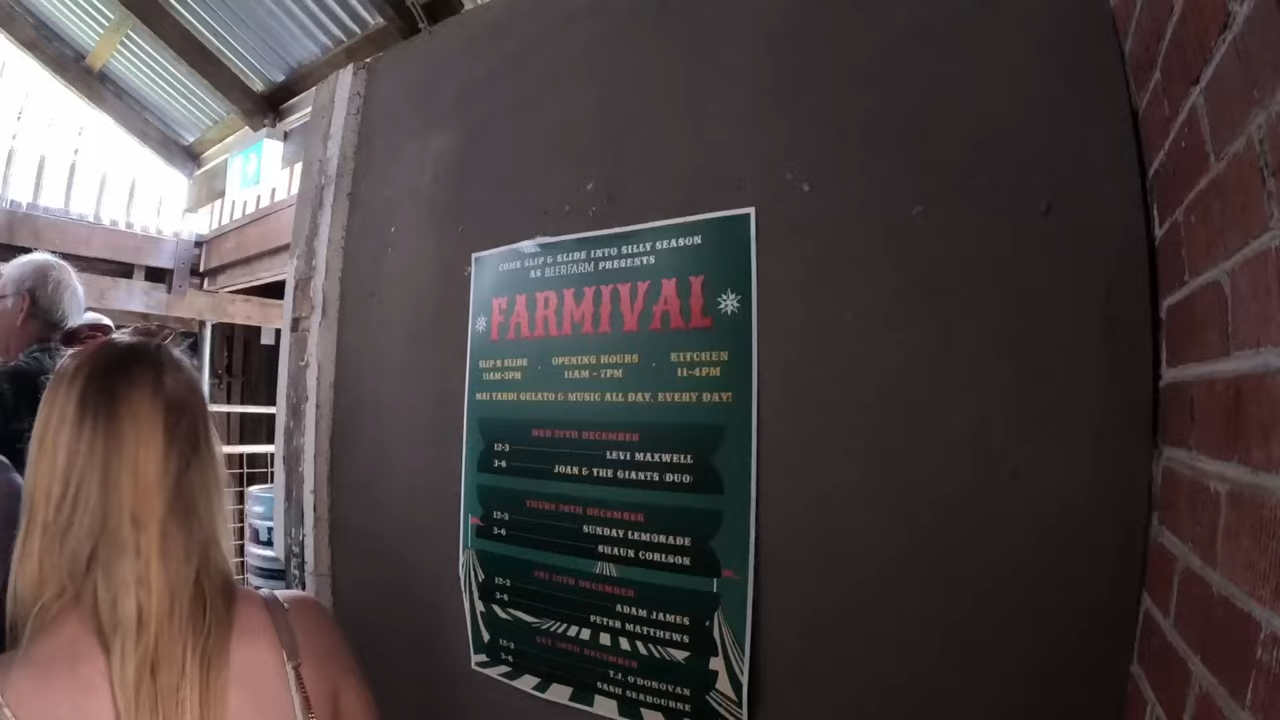 COME SLIP & SLIDE INTO SILLY SEASON
AS BEERFARM PRESENTS
FARMIVAL
SLIP N SLIDE
11AM-5PM
OPENING HOURS
11AM - 7PM
KITCHEN
11-4PM
MAI TARDI GELATO & MUSIC ALL DAY, EVERY DAY!
WED 27TH DECEMBER
12-3 LEVI MAXWELL
3-6 JOAN & THE GIANTS (DUO)
THURS 28TH DECEMBER
12-3 SUNDAY LEMONADE
3-6 SHAUN CORLSON
FRI 29TH DECEMBER
12-3 ADAM JAMES
3-6 PETER MATTHEWS
SAT 30TH DECEMBER
12-3 T.J. O'DONOVAN
3-6 SASH SEABOURNE